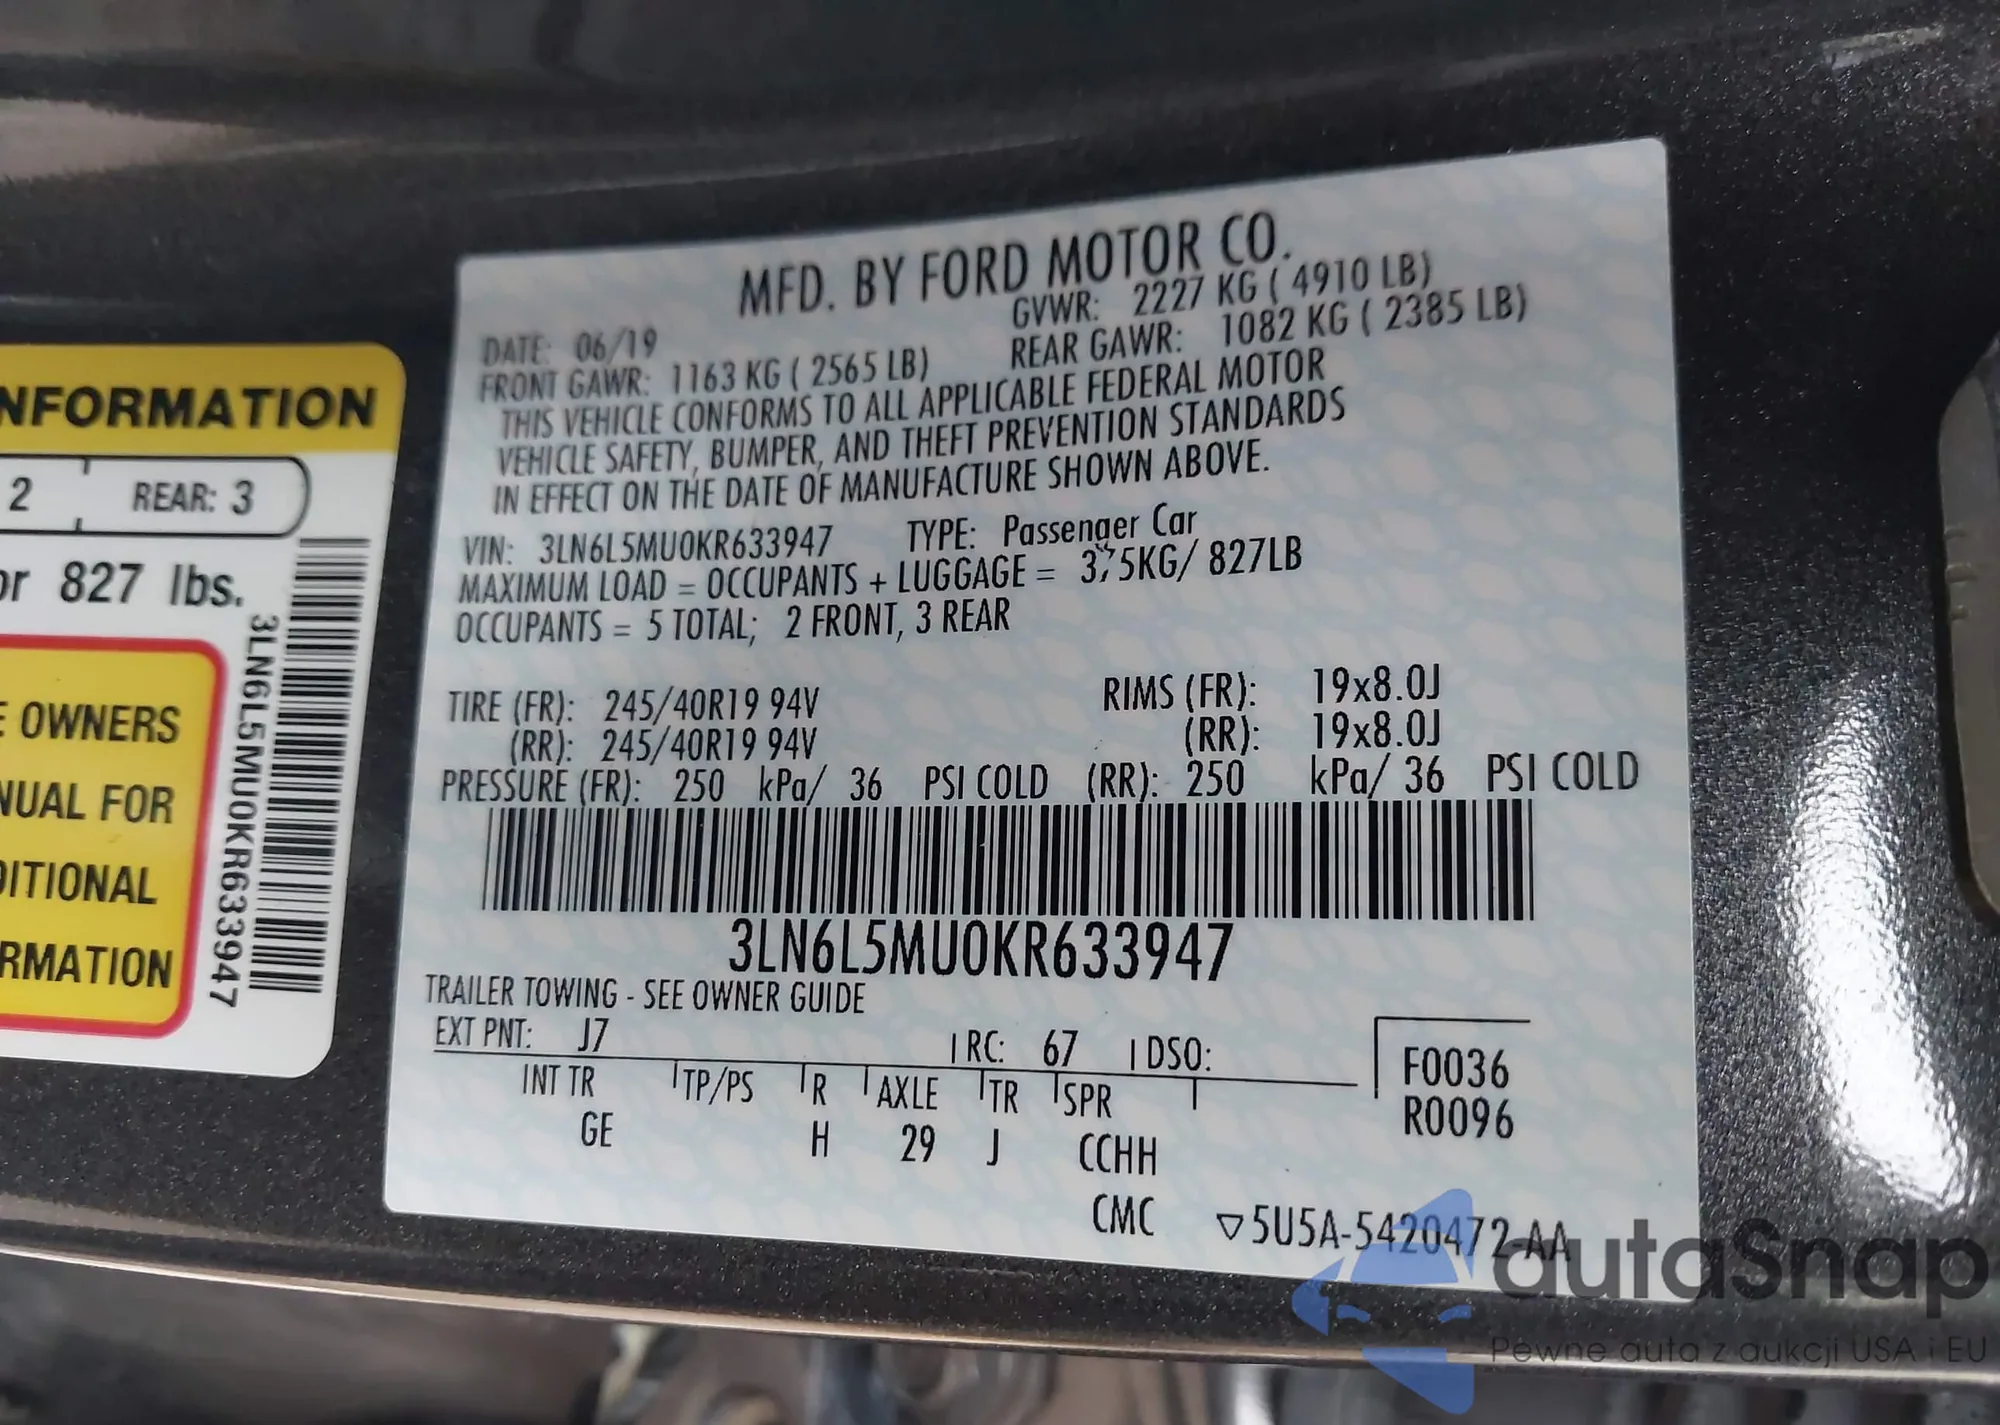 NFORMATION
2 REAR: 3
or 827 lbs.
E OWNERS
NUAL FOR
DITIONAL
RMATION
3LN6L5MU0KR633947
MFD. BY FORD MOTOR CO.
DATE: 06/19 GVWR: 2227 KG ( 4910 LB)
FRONT GAWR: 1163 KG ( 2565 LB) REAR GAWR: 1082 KG ( 2385 LB)
THIS VEHICLE CONFORMS TO ALL APPLICABLE FEDERAL MOTOR
VEHICLE SAFETY, BUMPER, AND THEFT PREVENTION STANDARDS
IN EFFECT ON THE DATE OF MANUFACTURE SHOWN ABOVE.
VIN: 3LN6L5MU0KR633947 TYPE: Passenger Car
MAXIMUM LOAD = OCCUPANTS + LUGGAGE = 375KG/ 827LB
OCCUPANTS = 5 TOTAL; 2 FRONT, 3 REAR
TIRE (FR): 245/40R19 94V RIMS (FR): 19x8.0J
(RR): 245/40R19 94V (RR): 19x8.0J
PRESSURE (FR): 250 kPa/ 36 PSI COLD (RR): 250 kPa/ 36 PSI COLD
3LN6L5MU0KR633947
TRAILER TOWING - SEE OWNER GUIDE
EXT PNT: J7 RC: 67 DSO: F0036
R0096
INT TR TP/PS R AXLE TR SPR
GE H 29 J CCHH
CMC ▽5U5A-5420472-AA
autaSnap
Pewne auta z aukcji USA i EU